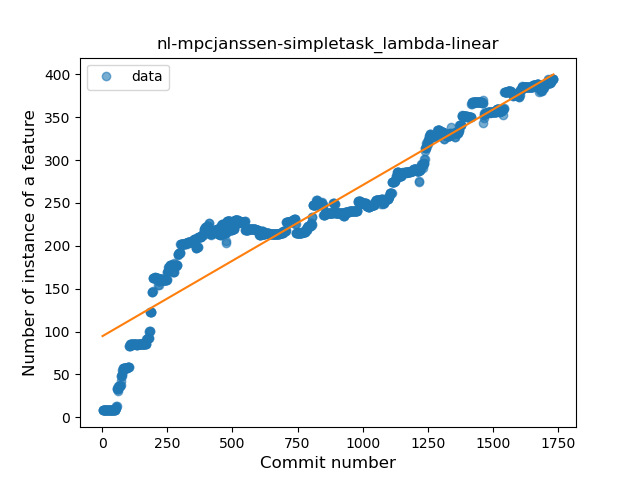 nl-mpcjanssen-simpletask_lambda-linear
data
Number of instance of a feature
400
350
300
250
200
150
100
50
0
0 250 500 750 1000 1250 1500 1750
Commit number